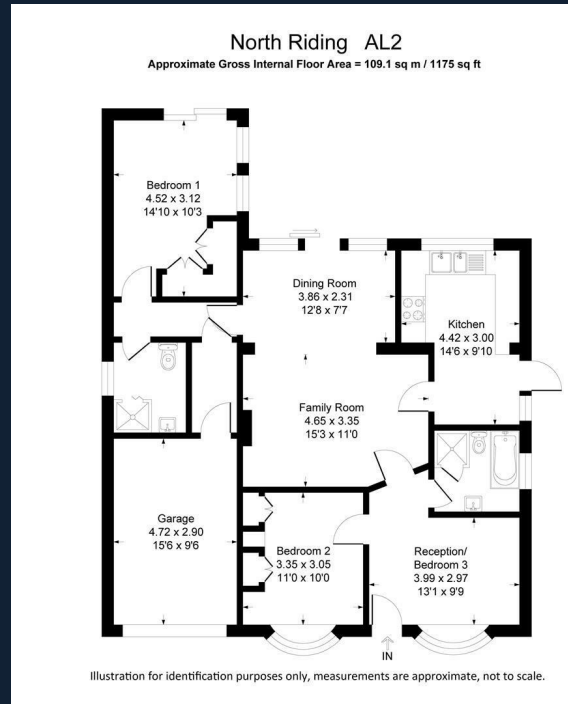 North Riding AL2
Approximate Gross Internal Floor Area = 109.1 sq m / 1175 sq ft
Bedroom 1
4.52 x 3.12
14'10 x 10'3
Dining Room
3.86 x 2.31
12'8 x 7'7
Kitchen
4.42 x 3.00
14'6 x 9'10
Family Room
4.65 x 3.35
15'3 x 11'0
Garage
4.72 x 2.90
15'6 x 9'6
Bedroom 2
3.35 x 3.05
11'0 x 10'0
Reception/
Bedroom 3
3.99 x 2.97
13'1 x 9'9
IN
Illustration for identification purposes only, measurements are approximate, not to scale.